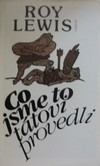 ROY
LEWIS
Co
jsme to
tátovi
provedli